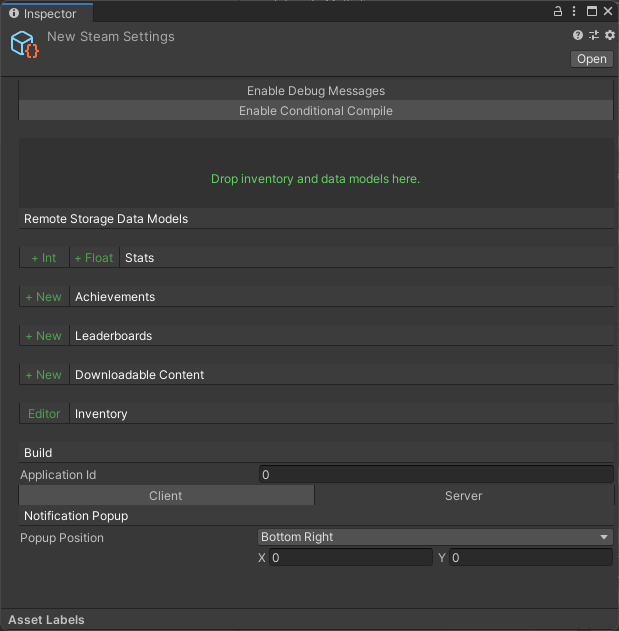 Inspector
New Steam Settings
Open
Enable Debug Messages
Enable Conditional Compile
Drop inventory and data models here.
Remote Storage Data Models
+ Int + Float Stats
+ New Achievements
+ New Leaderboards
+ New Downloadable Content
Editor Inventory
Build
Application Id 0
Client Server
Notification Popup
Popup Position Bottom Right
X 0 Y 0
Asset Labels